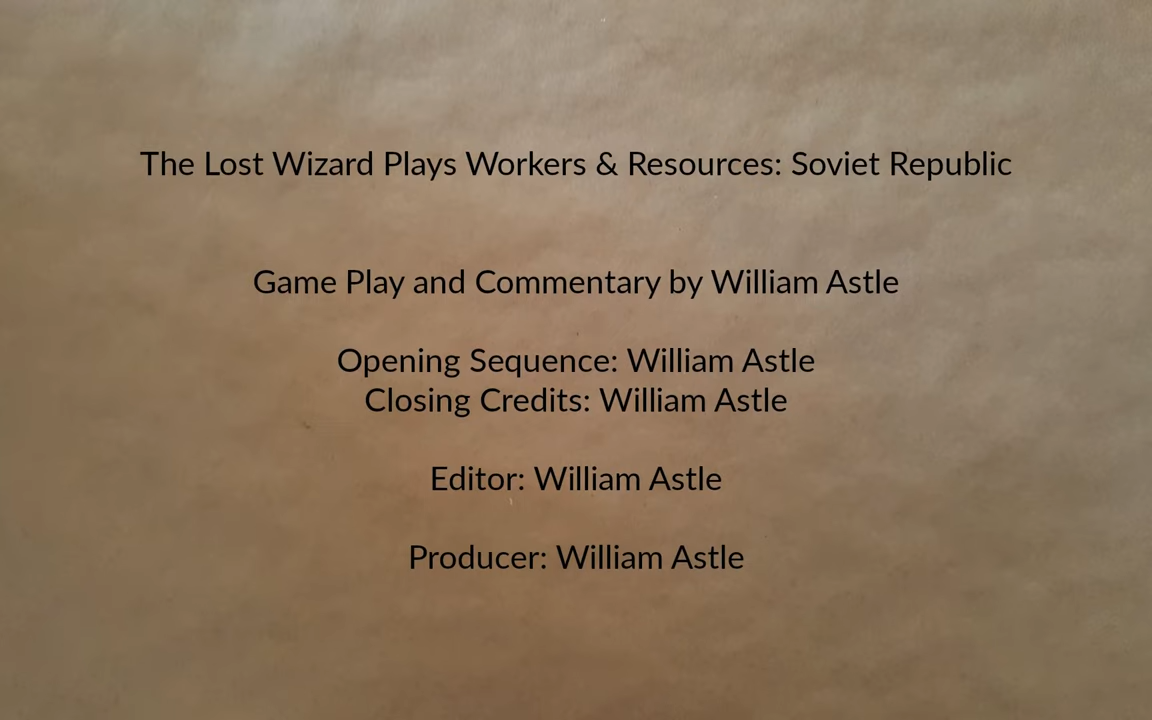 The Lost Wizard Plays Workers & Resources: Soviet Republic
Game Play and Commentary by William Astle
Opening Sequence: William Astle
Closing Credits: William Astle
Editor: William Astle
Producer: William Astle